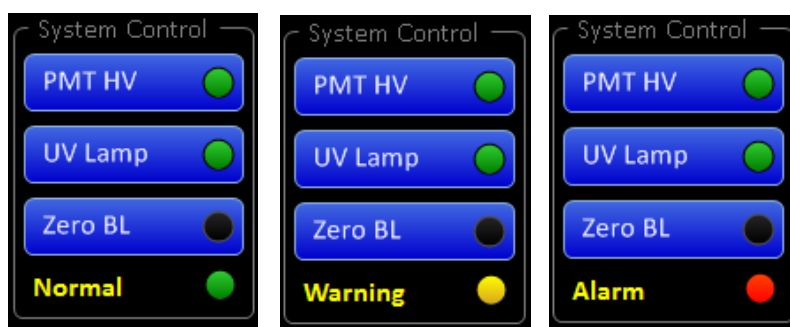 System Control
PMT HV
UV Lamp
Zero BL
Normal
System Control
PMT HV
UV Lamp
Zero BL
Warning
System Control
PMT HV
UV Lamp
Zero BL
Alarm